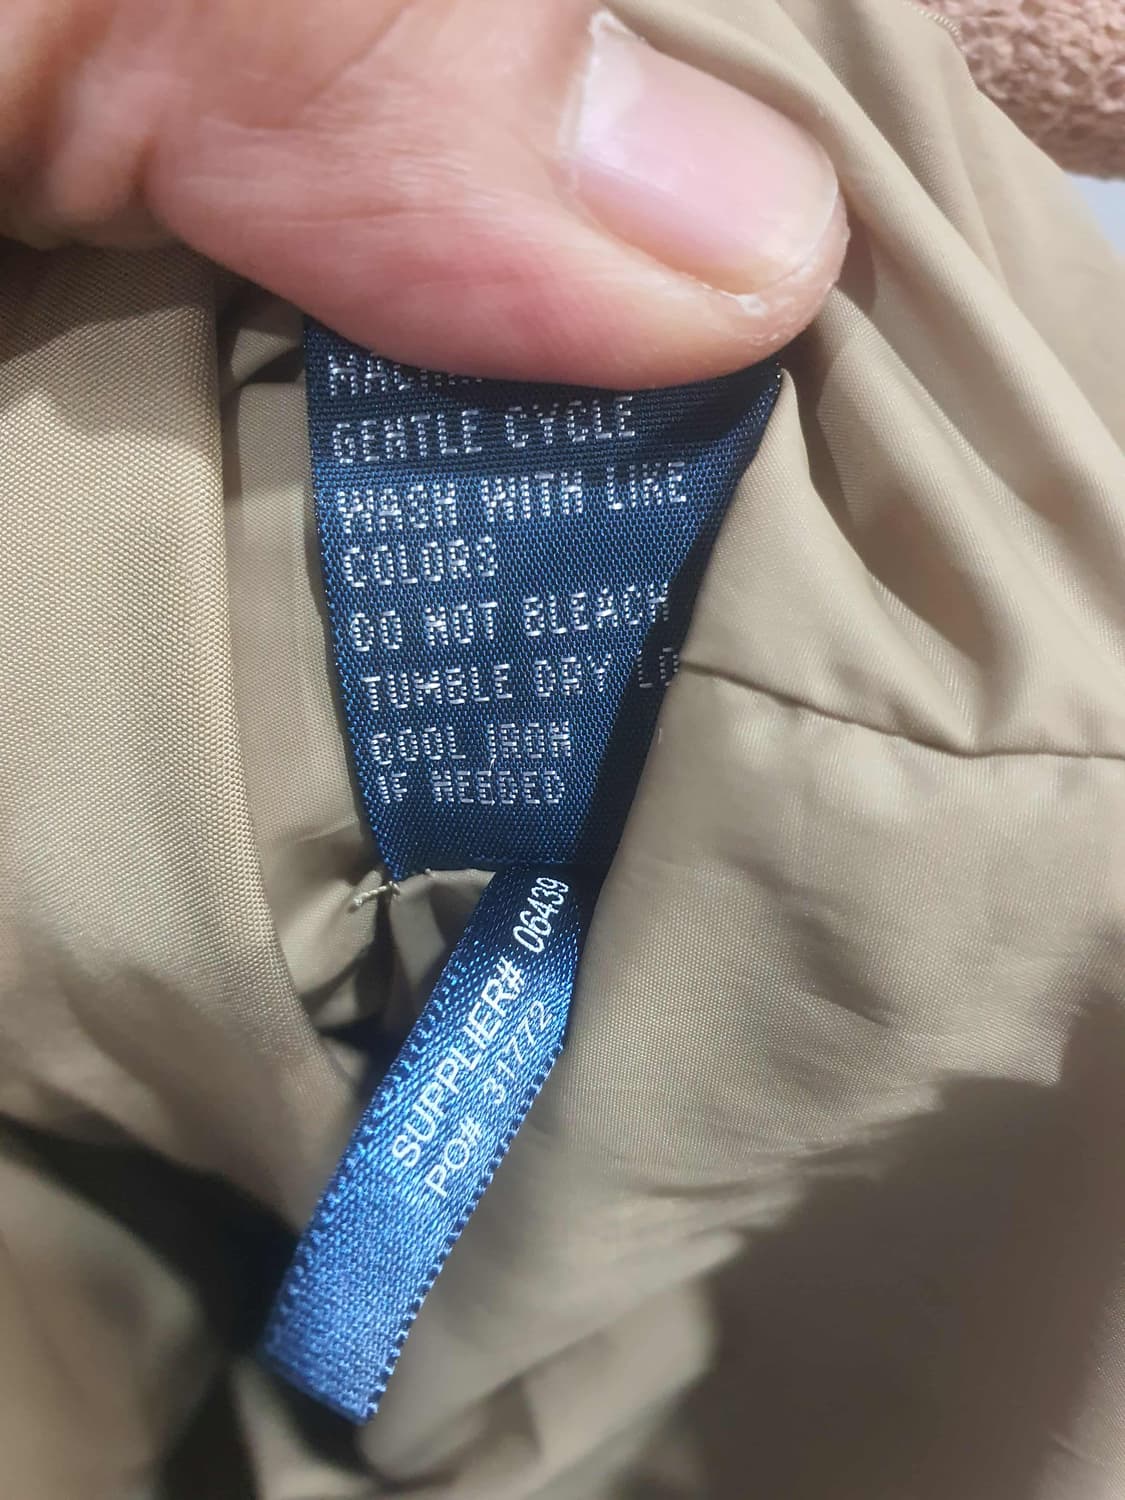 GENTLE CYCLE
WASH WITH LIKE
COLORS
DO NOT BLEACH
TUMBLE DRY LO
COOL IRON
IF NEEDED
SUPPLIER# 06439
PO# 31772